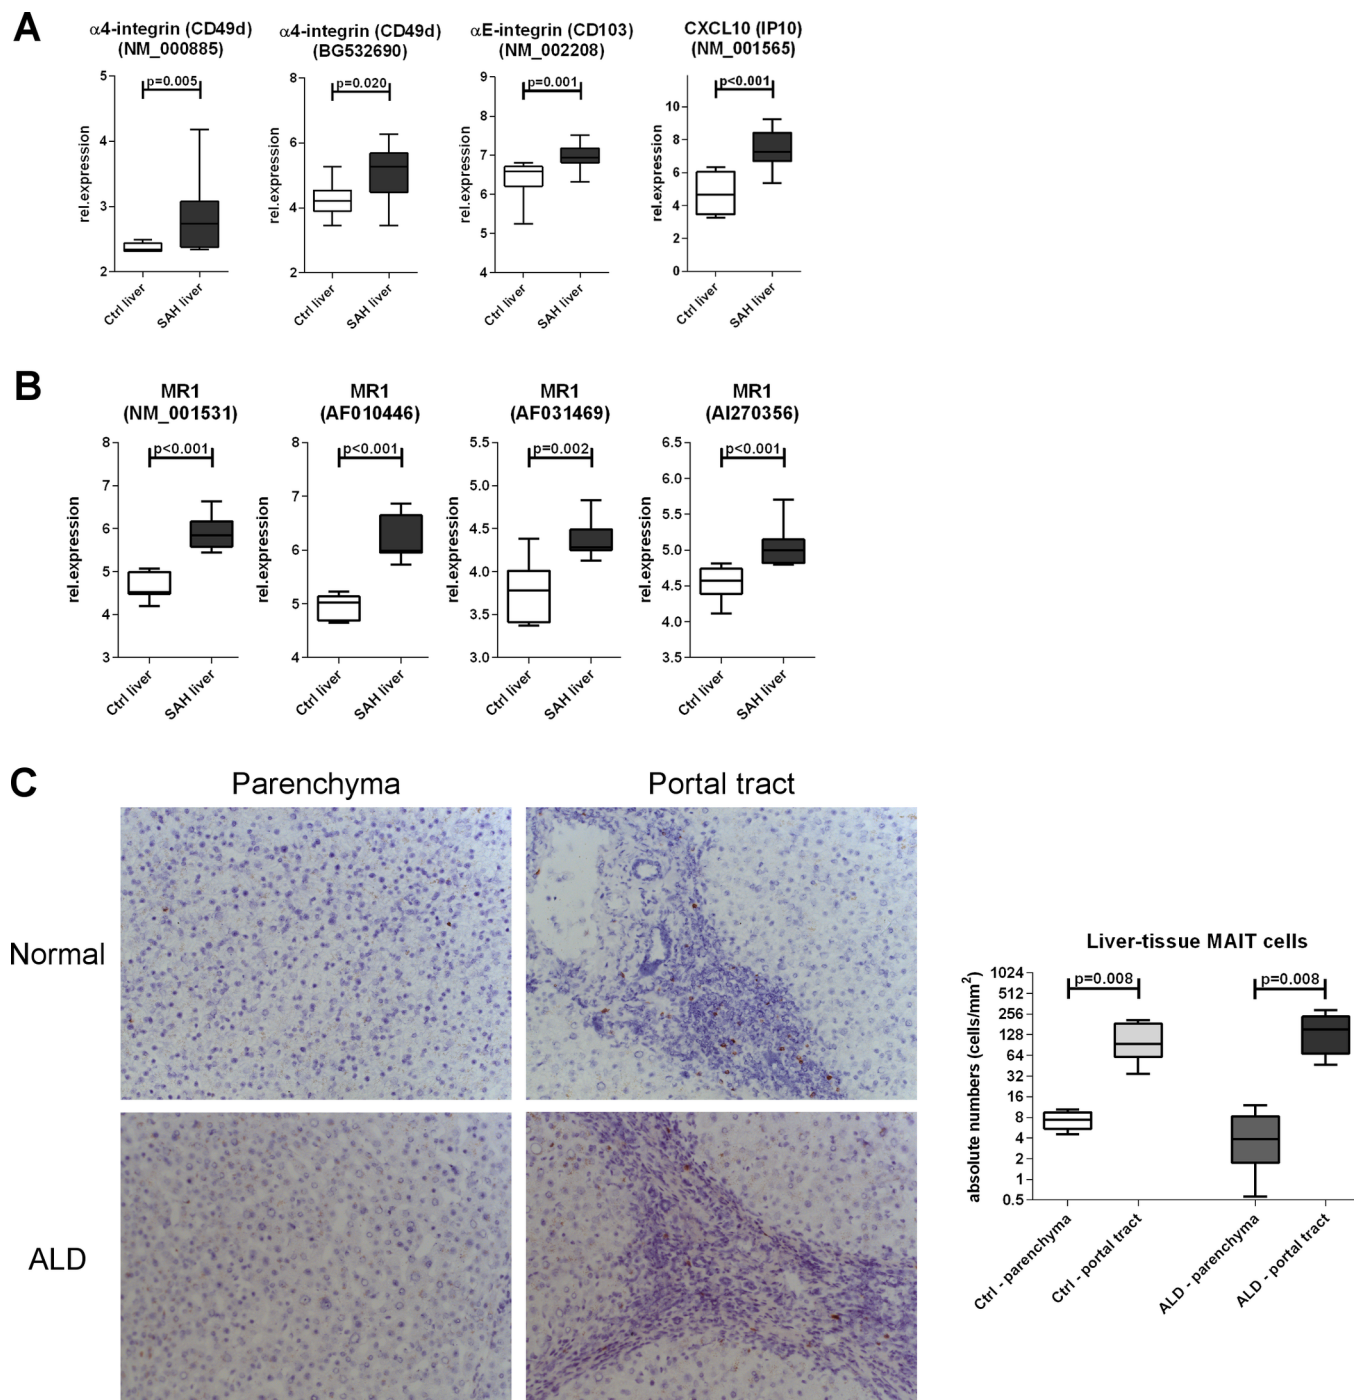 A
α4-integrin (CD49d)
(NM_000885)
p=0.005
rel.expression
5
4
3
2
Ctrl liver
SAH liver
α4-integrin (CD49d)
(BG532690)
p=0.020
rel.expression
8
6
4
2
Ctrl liver
SAH liver
αE-integrin (CD103)
(NM_002208)
p=0.001
rel.expression
9
8
7
6
5
4
Ctrl liver
SAH liver
CXCL10 (IP10)
(NM_001565)
p<0.001
rel.expression
10
8
6
4
2
0
Ctrl liver
SAH liver
B
MR1
(NM_001531)
p<0.001
rel.expression
8
7
6
5
4
3
Ctrl liver
SAH liver
MR1
(AF010446)
p<0.001
rel.expression
8
7
6
5
4
Ctrl liver
SAH liver
MR1
(AF031469)
p=0.002
rel.expression
5.5
5.0
4.5
4.0
3.5
3.0
Ctrl liver
SAH liver
MR1
(AI270356)
p<0.001
rel.expression
6.5
6.0
5.5
5.0
4.5
4.0
3.5
Ctrl liver
SAH liver
C
Parenchyma
Portal tract
Normal
ALD
Liver-tissue MAIT cells
p=0.008
p=0.008
absolute numbers (cells/mm²)
1024
512
256
128
64
32
16
8
4
2
1
0.5
Ctrl - parenchyma
Ctrl - portal tract
ALD - parenchyma
ALD - portal tract